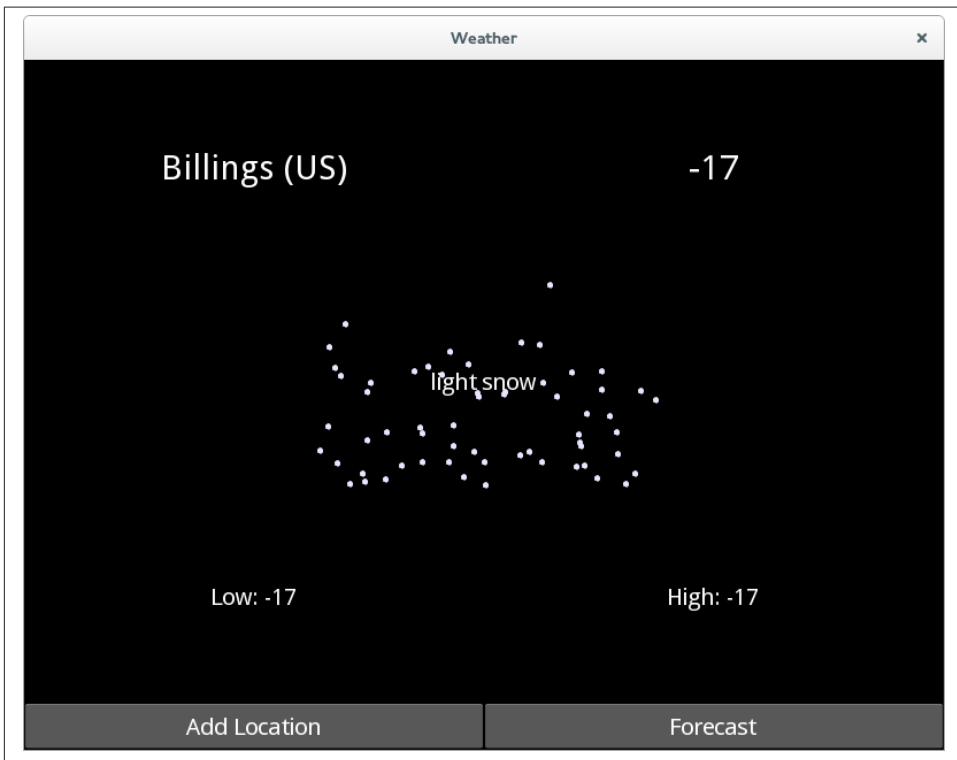 Weather
Billings (US) -17
light snow
Low: -17 High: -17
Add Location Forecast